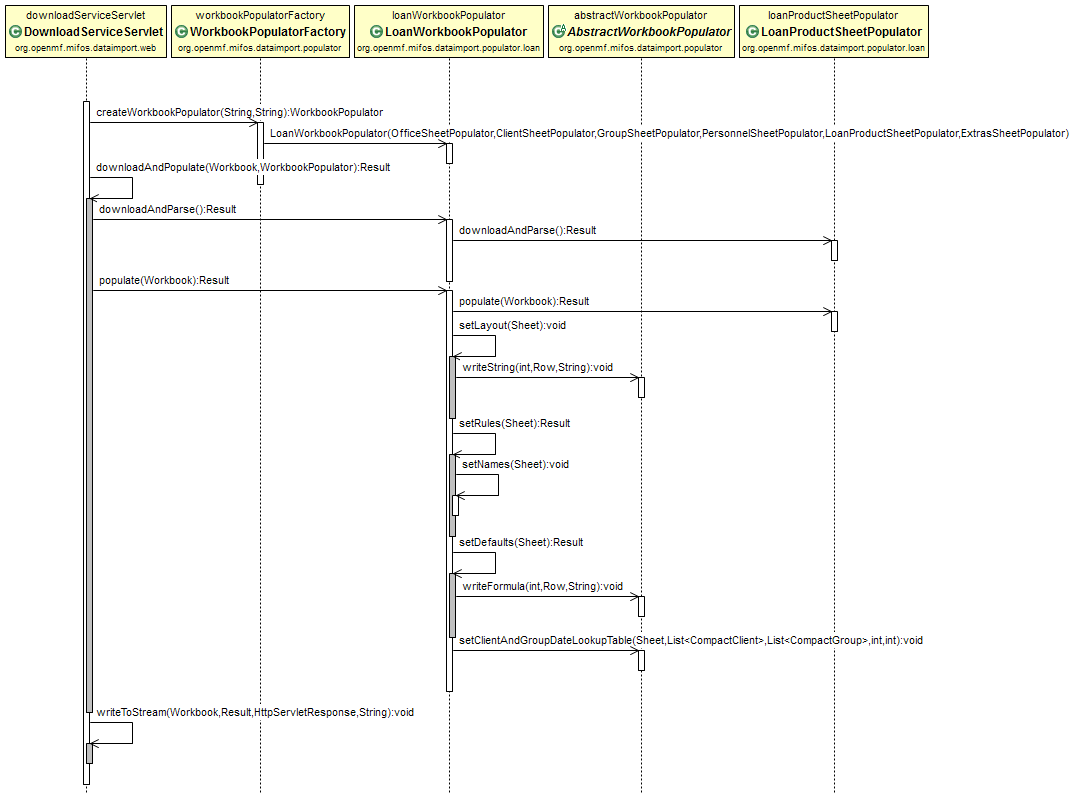 downloadServiceServlet
DownloadServiceServlet
org.openmf.mifos.dataimport.web
workbookPopulatorFactory
WorkbookPopulatorFactory
org.openmf.mifos.dataimport.populator
loanWorkbookPopulator
LoanWorkbookPopulator
org.openmf.mifos.dataimport.populator.loan
abstractWorkbookPopulator
AbstractWorkbookPopulator
org.openmf.mifos.dataimport.populator
loanProductSheetPopulator
LoanProductSheetPopulator
org.openmf.mifos.dataimport.populator.loan
createWorkbookPopulator(String,String):WorkbookPopulator
LoanWorkbookPopulator(OfficeSheetPopulator,ClientSheetPopulator,GroupSheetPopulator,PersonnelSheetPopulator,LoanProductSheetPopulator,ExtrasSheetPopulator)
downloadAndPopulate(Workbook,WorkbookPopulator):Result
downloadAndParse():Result
downloadAndParse():Result
populate(Workbook):Result
populate(Workbook):Result
setLayout(Sheet):void
writeString(int,Row,String):void
setRules(Sheet):Result
setNames(Sheet):void
setDefaults(Sheet):Result
writeFormula(int,Row,String):void
setClientAndGroupDateLookupTable(Sheet,List<CompactClient>,List<CompactGroup>,int,int):void
writeToStream(Workbook,Result,HttpServletResponse,String):void